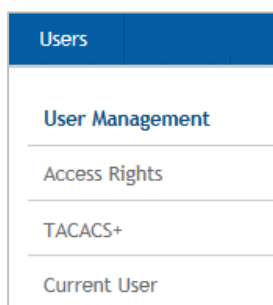 Users
User Management
Access Rights
TACACS+
Current User